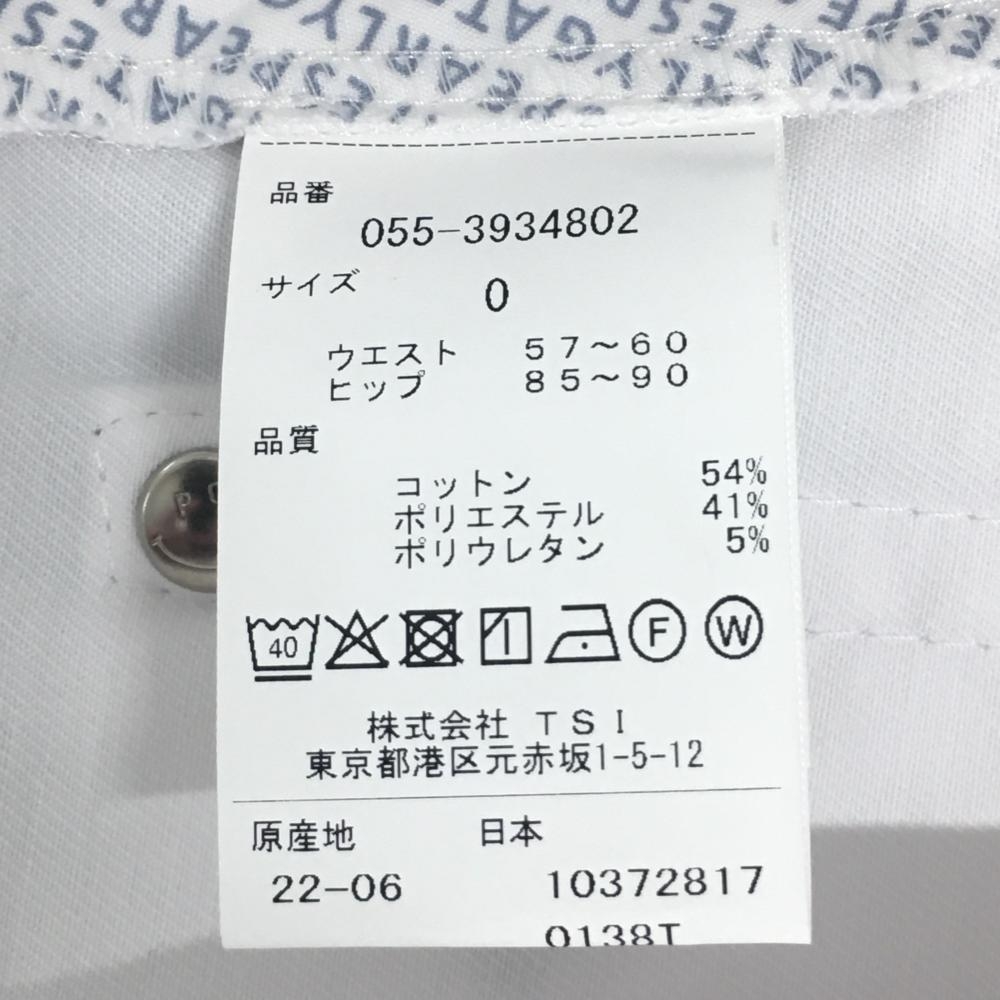 品番
055-3934802
サイズ 0
ウエスト 57〜60
ヒップ 85〜90
品質
コットン 54%
ポリエステル 41%
ポリウレタン 5%
40 F W
株式会社 TSI
東京都港区元赤坂1-5-12
原産地 日本
22-06 10372817
0138T